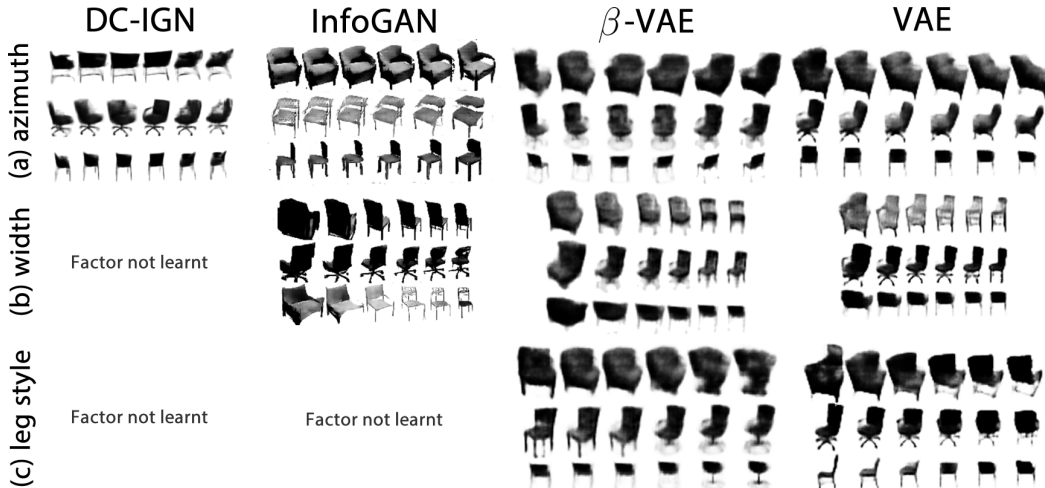 DC-IGN InfoGAN β-VAE VAE
(a) azimuth
(b) width
Factor not learnt
(c) leg style
Factor not learnt Factor not learnt